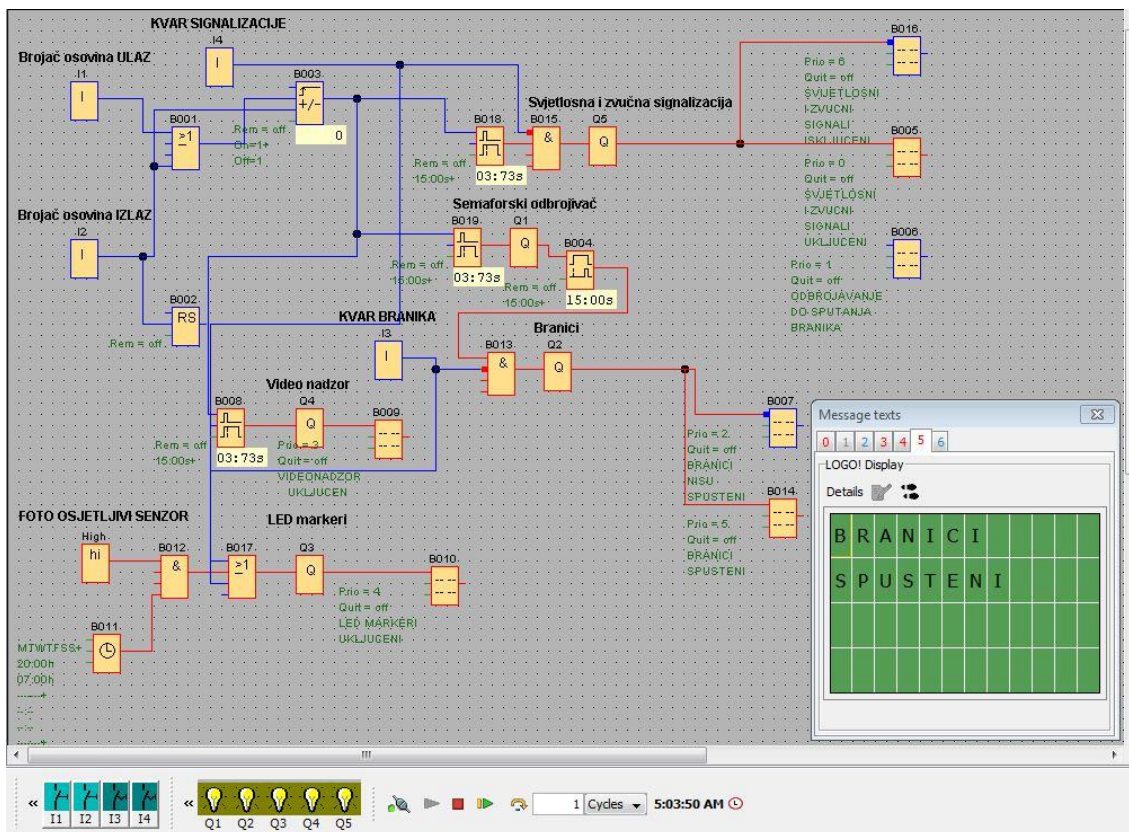 KVAR SIGNALIZACIJE
I4
I
Brojač osovina ULAZ
I1
I
B001
≥1
B003
+/-
Rem = off
On=1+
Off=1
0
Brojač osovina IZLAZ
I2
I
B002
RS
Rem = off
Svjetlosna i zvučna signalizacija
B018
Rem = off
15:00s+
03:73s
B015
&
Q5
Q
B016
Prio = 6
Quit = off
SVJETLOSNI
I ZVUCNI
SIGNALI
ISKLJUCENI
B005
Prio = 0
Quit = off
SVJETLOSNI
I ZVUCNI
SIGNALI
UKLJUCENI
B006
Prio = 1
Quit = off
ODBROJAVANJE
DO SPUTANJA
BRANIKA
Semaforski odbrojivač
B019
Rem = off
15:00s+
03:73s
Q1
Q
B004
Rem = off
15:00s+
15:00s
KVAR BRANIKA
I3
I
Branici
B013
&
Q2
Q
B007
Prio = 2
Quit = off
BRANICI
NISU
SPUSTENI
B014
Prio = 5
Quit = off
BRANICI
SPUSTENI
Video nadzor
B008
Rem = off
15:00s+
03:73s
Q4
Q
B009
Prio = 3
Quit = off
VIDEONADZOR
UKLJUCEN
FOTO OSJETLJIVI SENZOR
High
hi
B012
&
B017
≥1
LED markeri
Q3
Q
B010
Prio = 4
Quit = off
LED MARKERI
UKLJUCENI
B011
MTWTFSS+
20:00h
07:00h
Message texts
0 1 2 3 4 5 6
LOGO! Display
Details
BRANICI
SPUSTENI
« I1 I2 I3 I4
« Q1 Q2 Q3 Q4 Q5
1 Cycles 5:03:50 AM